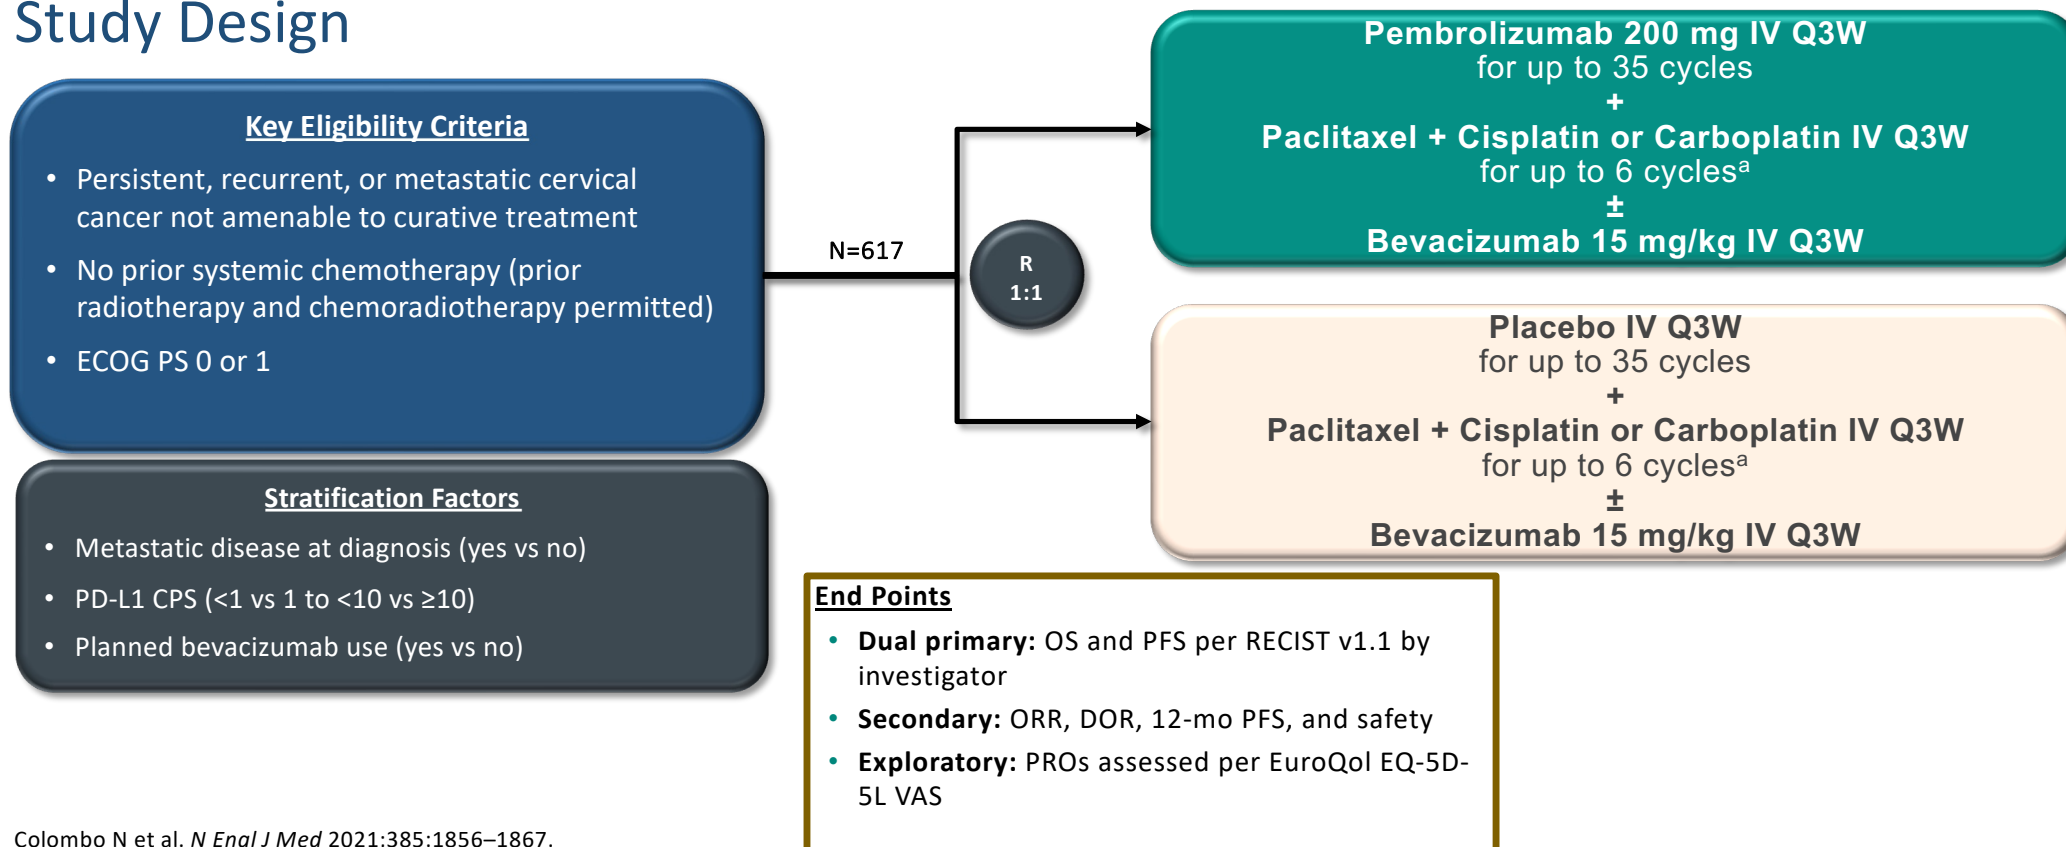 Study Design
Key Eligibility Criteria
• Persistent, recurrent, or metastatic cervical
cancer not amenable to curative treatment
• No prior systemic chemotherapy (prior
radiotherapy and chemoradiotherapy permitted)
• ECOG PS 0 or 1
Stratification Factors
• Metastatic disease at diagnosis (yes vs no)
• PD-L1 CPS (<1 vs 1 to <10 vs ≥10)
• Planned bevacizumab use (yes vs no)
N=617
R
1:1
Pembrolizumab 200 mg IV Q3W
for up to 35 cycles
+
Paclitaxel + Cisplatin or Carboplatin IV Q3W
for up to 6 cyclesᵃ
±
Bevacizumab 15 mg/kg IV Q3W
Placebo IV Q3W
for up to 35 cycles
+
Paclitaxel + Cisplatin or Carboplatin IV Q3W
for up to 6 cyclesᵃ
±
Bevacizumab 15 mg/kg IV Q3W
End Points
• Dual primary: OS and PFS per RECIST v1.1 by
investigator
• Secondary: ORR, DOR, 12-mo PFS, and safety
• Exploratory: PROs assessed per EuroQol EQ-5D-
5L VAS
Colombo N et al. N Engl J Med 2021:385:1856–1867.